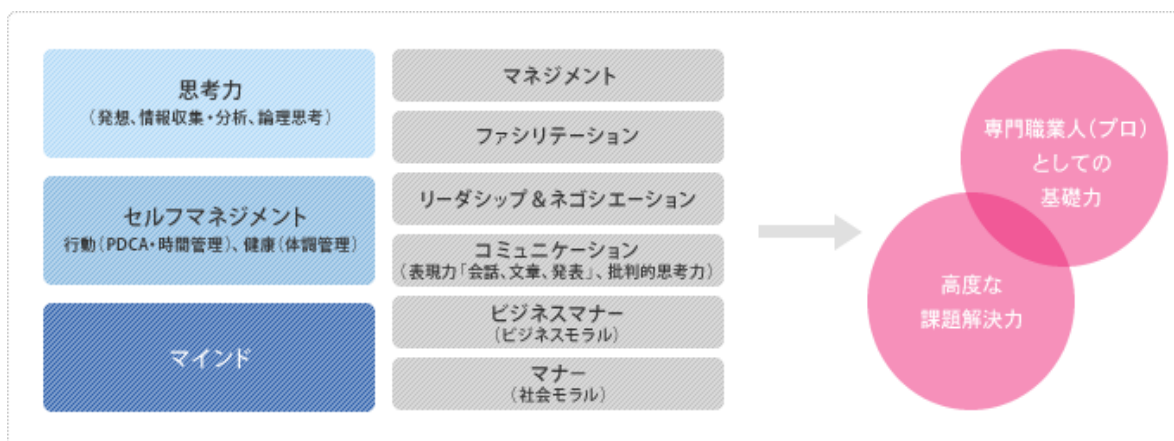 思考力
（発想、情報収集・分析、論理思考）
セルフマネジメント
行動（PDCA・時間管理）、健康（体調管理）
マインド
マネジメント
ファシリテーション
リーダシップ＆ネゴシエーション
コミュニケーション
（表現力「会話、文章、発表」、批判的思考力）
ビジネスマナー
（ビジネスモラル）
マナー
（社会モラル）
専門職業人（プロ）
としての
基礎力
高度な
課題解決力